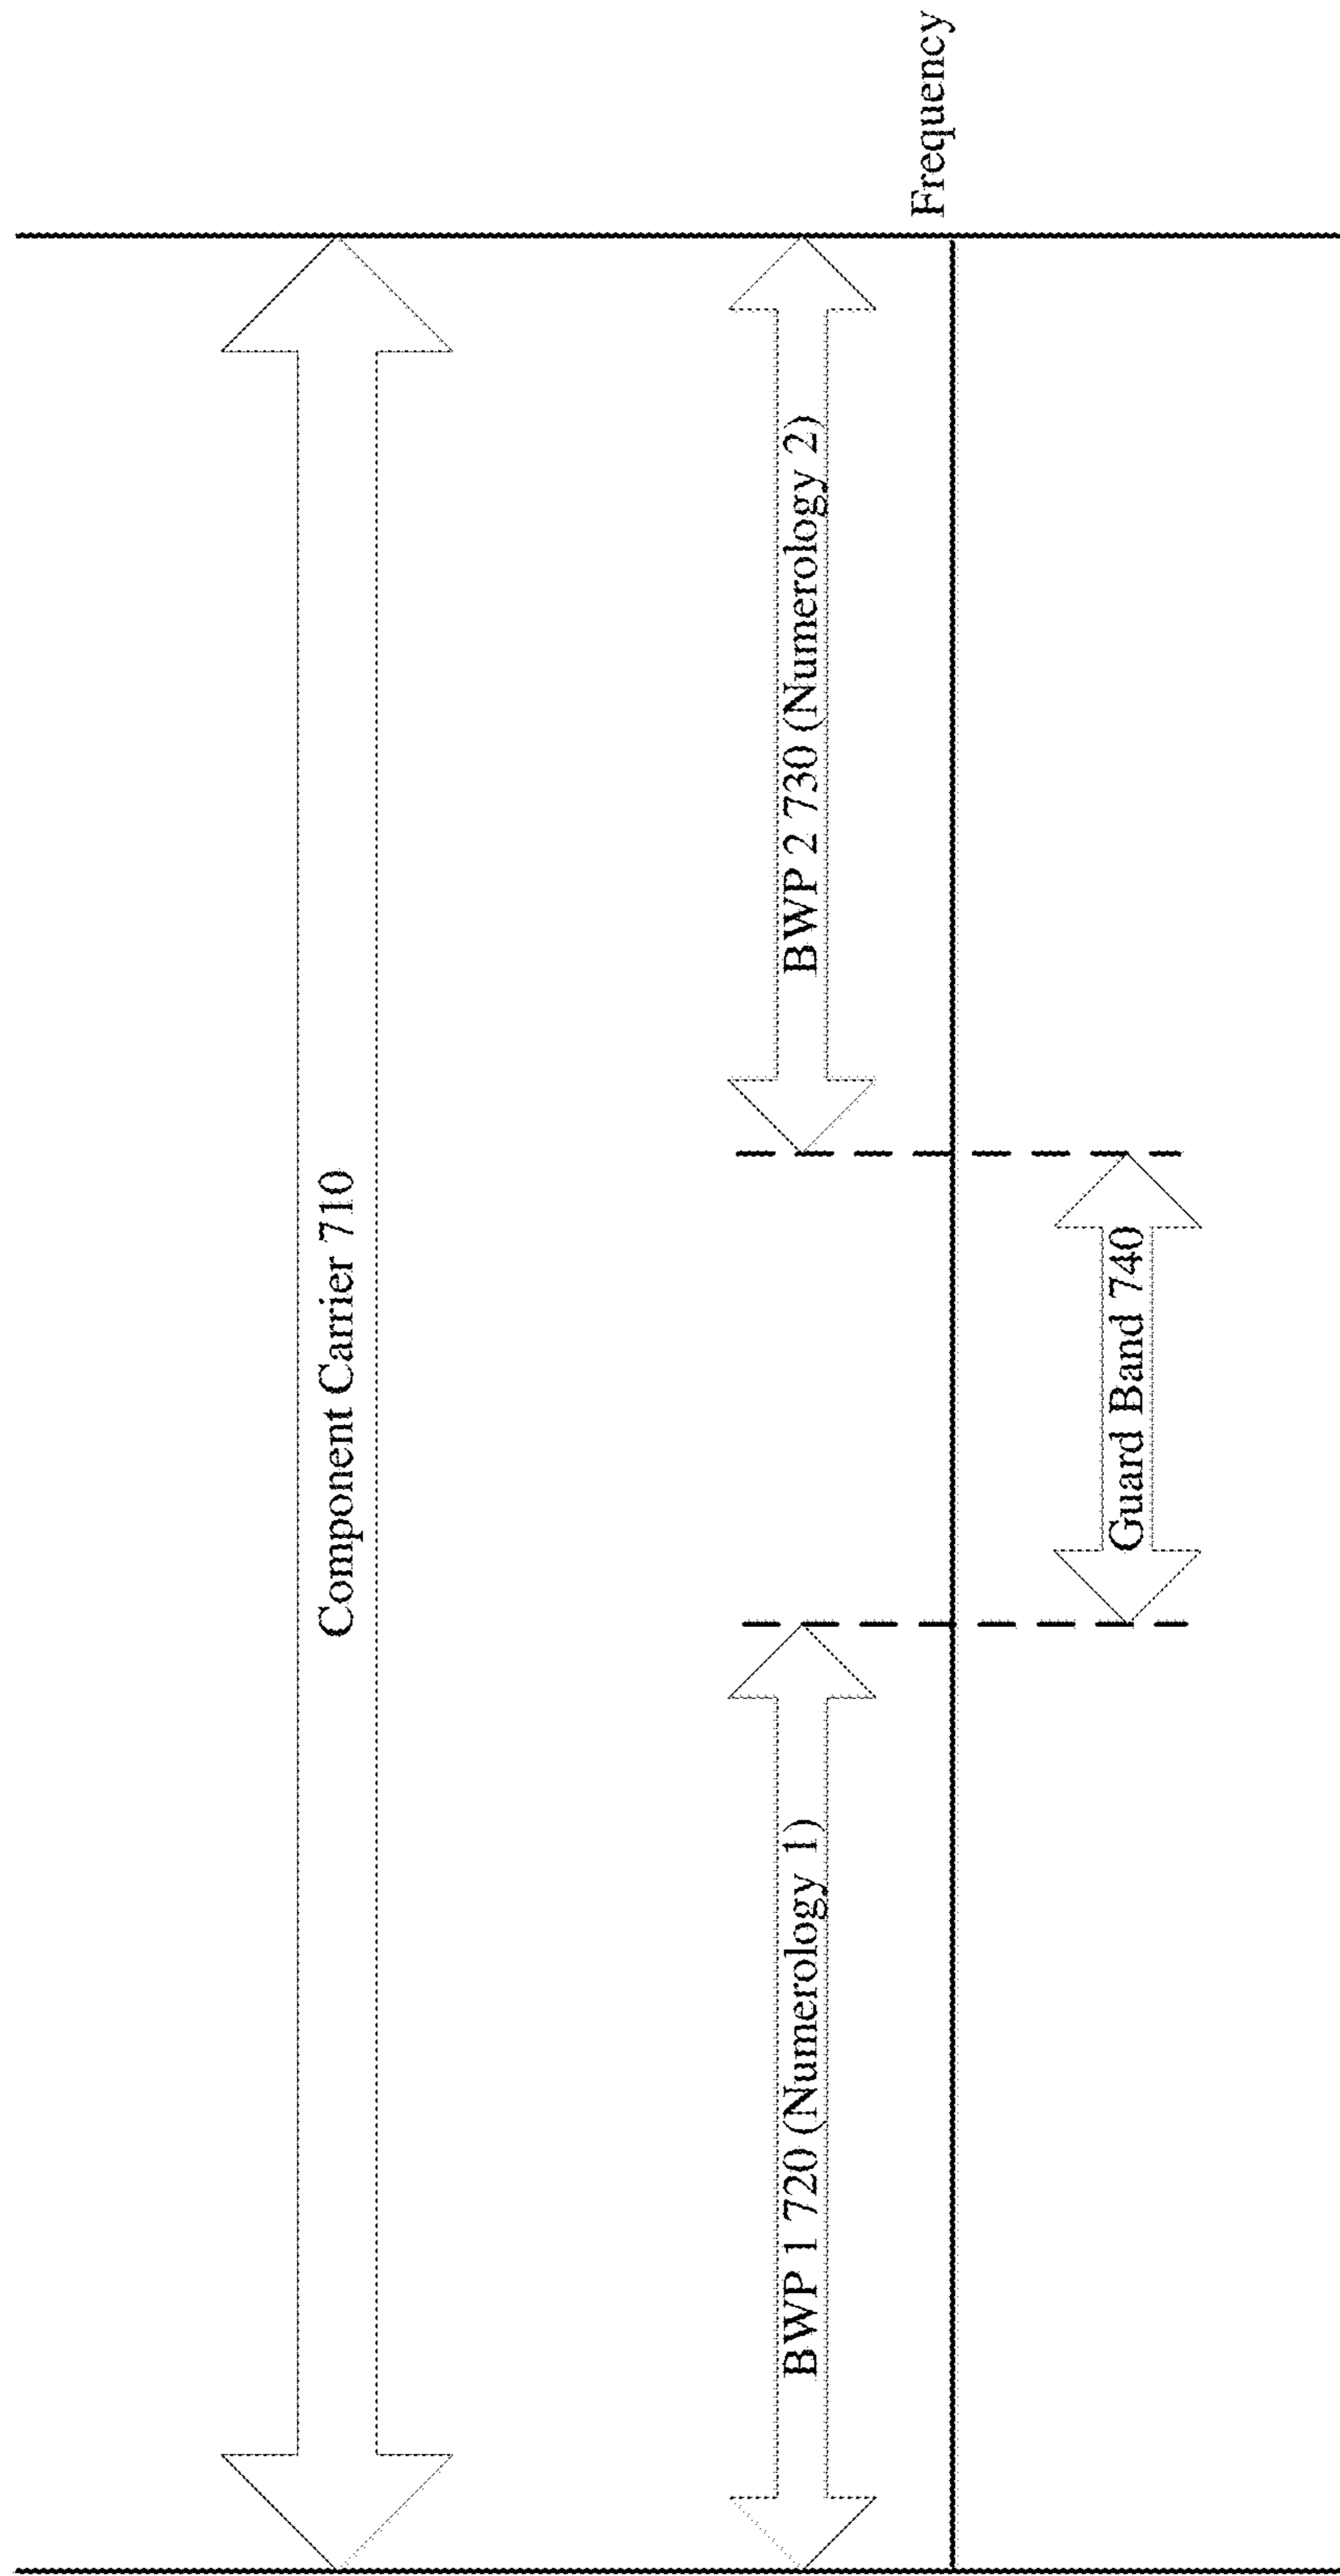 Component Carrier 710
BWP 1 720 (Numerology 1)
BWP 2 730 (Numerology 2)
Frequency
Guard Band 740